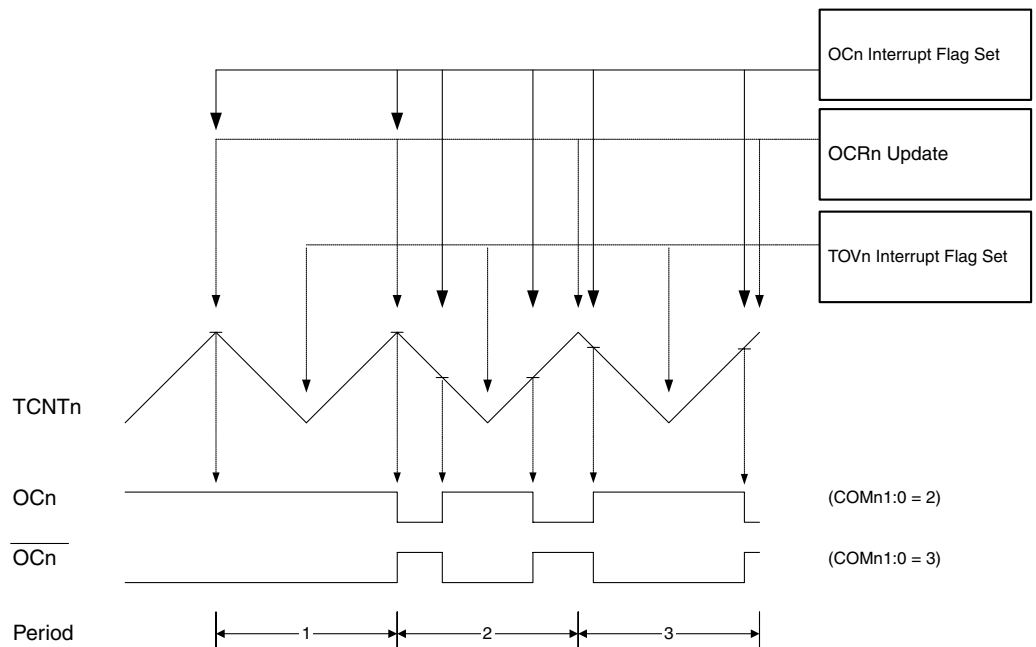 OCn Interrupt Flag Set
OCRn Update
TOVn Interrupt Flag Set
TCNTn
OCn
(COMn1:0 = 2)
OCn
(COMn1:0 = 3)
Period
1
2
3